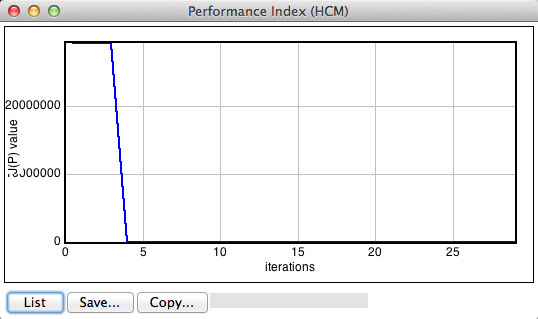 Performance Index (HCM)
20000000
J(P) value
0
0 5 10 15 20 25
iterations
List Save... Copy...